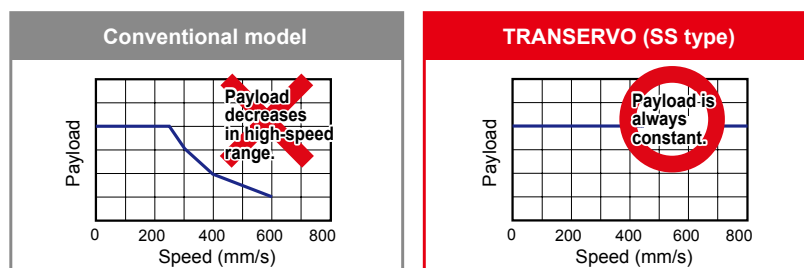 Conventional model
Payload
decreases
in high-speed
range.
Payload
0 200 400 600 800
Speed (mm/s)
TRANSERVO (SS type)
Payload is
always
constant.
Payload
0 200 400 600 800
Speed (mm/s)